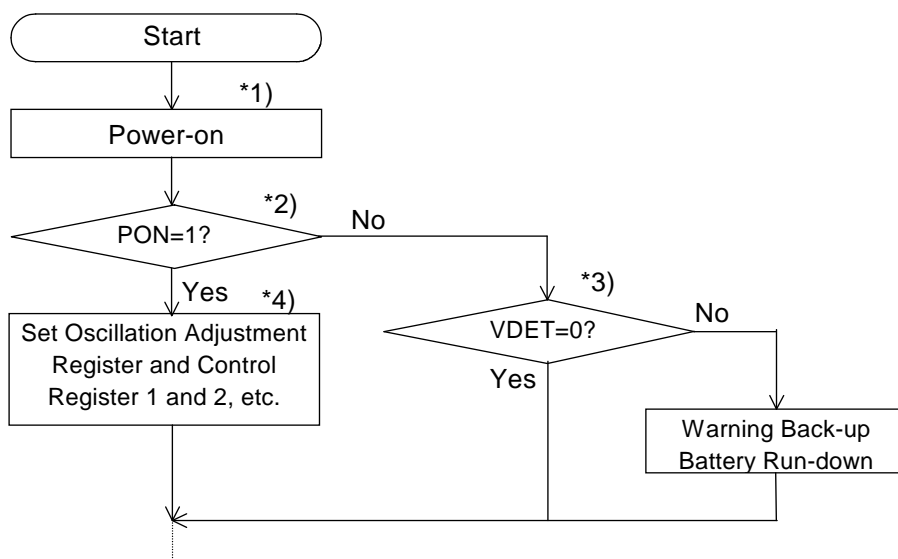 Start
*1)
Power-on
*2)
No
PON=1?
Yes
*3)
*4)
No
VDET=0?
Set Oscillation Adjustment
Register and Control
Register 1 and 2, etc.
Yes
Warning Back-up
Battery Run-down